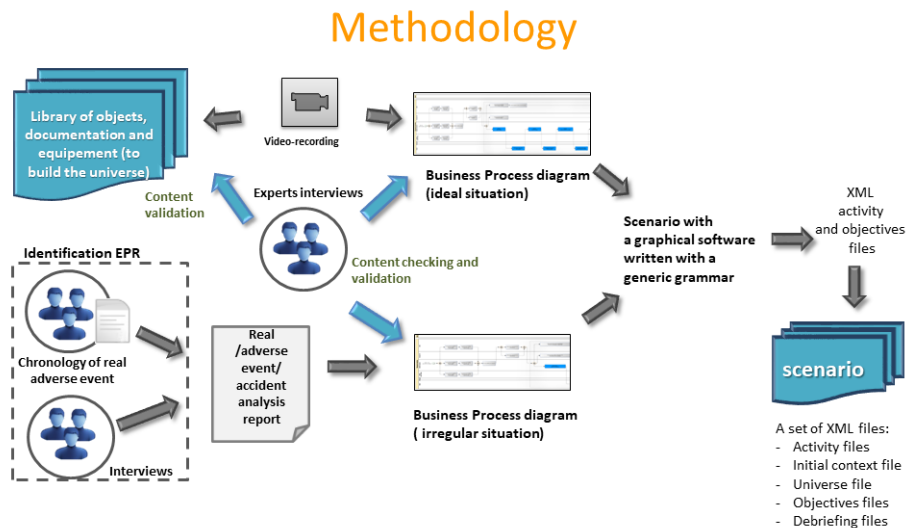 Methodology
Library of objects,
documentation and
equipement (to
build the universe)
Video-recording
Business Process diagram
(ideal situation)
Content
validation
Experts interviews
Content checking and
validation
Scenario with
a graphical software
written with a
generic grammar
XML
activity
and objectives
files
Identification EPR
Chronology of real
adverse event
Interviews
Real
/adverse
event/
accident
analysis
report
Business Process diagram
( irregular situation)
scenario
A set of XML files:
- Activity files
- Initial context file
- Universe file
- Objectives files
- Debriefing files